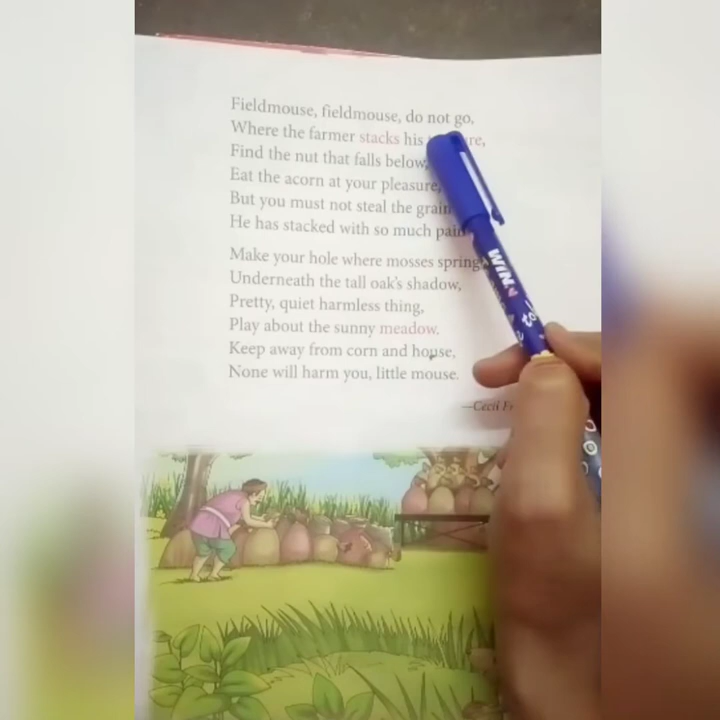 Fieldmouse, fieldmouse, do not go,
Where the farmer stacks his
Find the nut that falls below,
Eat the acorn at your pleasure,
But you must not steal the grain
He has stacked with so much pain
Make your hole where mosses spring,
Underneath the tall oak's shadow,
Pretty, quiet harmless thing,
Play about the sunny meadow.
Keep away from corn and house,
None will harm you, little mouse.
—Cecil
WIN
to